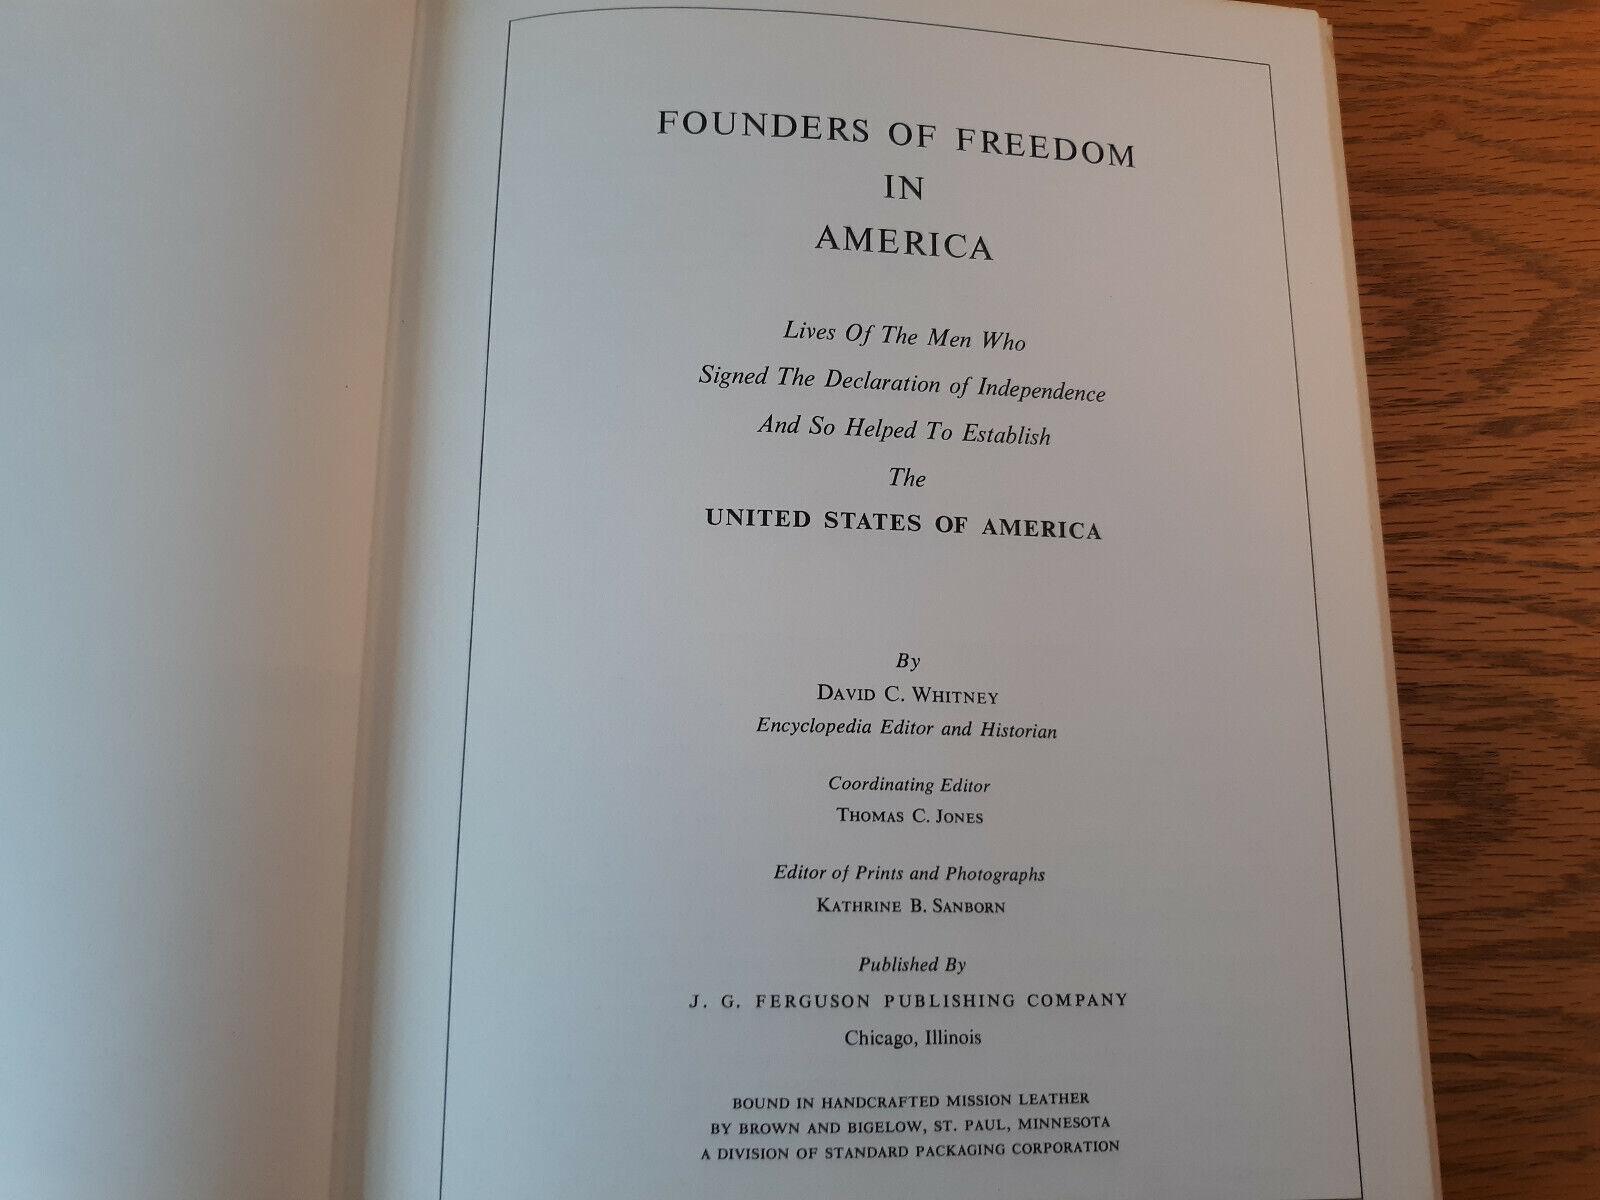 FOUNDERS OF FREEDOM
IN
AMERICA
Lives Of The Men Who
Signed The Declaration of Independence
And So Helped To Establish
The
UNITED STATES OF AMERICA
By
DAVID C. WHITNEY
Encyclopedia Editor and Historian
Coordinating Editor
THOMAS C. JONES
Editor of Prints and Photographs
KATHRINE B. SANBORN
Published By
J. G. FERGUSON PUBLISHING COMPANY
Chicago, Illinois
BOUND IN HANDCRAFTED MISSION LEATHER
BY BROWN AND BIGELOW, ST. PAUL, MINNESOTA
A DIVISION OF STANDARD PACKAGING CORPORATION